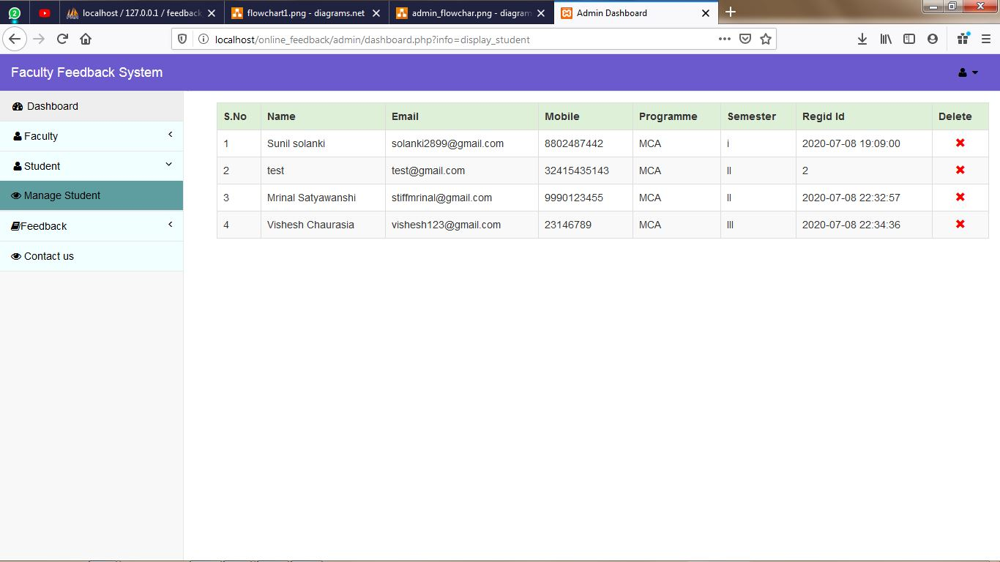 2
localhost / 127.0.0.1 / feedback
flowchart1.png - diagrams.net
admin_flowchar.png - diagram
Admin Dashboard
localhost/online_feedback/admin/dashboard.php?info=display_student
Faculty Feedback System
Dashboard
Faculty
Student
Manage Student
Feedback
Contact us
S.No Name Email Mobile Programme Semester Regid Id Delete
1 Sunil solanki solanki2899@gmail.com 8802487442 MCA i 2020-07-08 19:09:00
2 test test@gmail.com 32415435143 MCA II 2
3 Mrinal Satyawanshi stiffmrinal@gmail.com 9990123455 MCA II 2020-07-08 22:32:57
4 Vishesh Chaurasia vishesh123@gmail.com 23146789 MCA III 2020-07-08 22:34:36